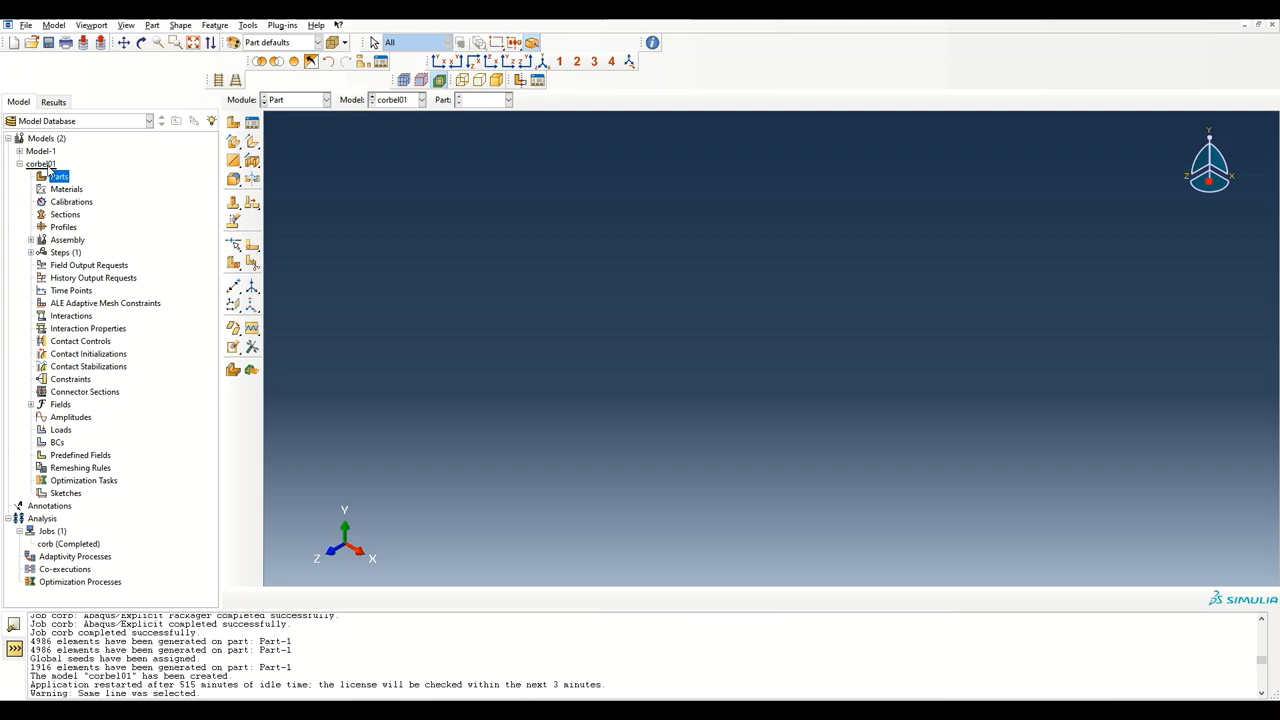 File Model Viewport View Part Shape Feature Tools Plug-ins Help
Part defaults All
1 2 3 4
Model Results
Module: Part Model: corbel01 Part:
Model Database
Models (2)
Model-1
corbel01
Parts
Materials
Calibrations
Sections
Profiles
Assembly
Steps (1)
Field Output Requests
History Output Requests
Time Points
ALE Adaptive Mesh Constraints
Interactions
Interaction Properties
Contact Controls
Contact Initializations
Contact Stabilizations
Constraints
Connector Sections
Fields
Amplitudes
Loads
BCs
Predefined Fields
Remeshing Rules
Optimization Tasks
Sketches
Annotations
Analysis
Jobs (1)
corb (Completed)
Adaptivity Processes
Co-executions
Optimization Processes
Y
Z X
Y
Z X
SIMULIA
Job corb: Abaqus/Explicit Packager completed successfully.
Job corb: Abaqus/Explicit completed successfully.
Job corb completed successfully.
4986 elements have been generated on part: Part-1
4986 elements have been generated on part: Part-1
Global seeds have been assigned.
1916 elements have been generated on part: Part-1
The model "corbel01" has been created.
Application restarted after 515 minutes of idle time; the license will be checked within the next 3 minutes.
Warning: Same line was selected.